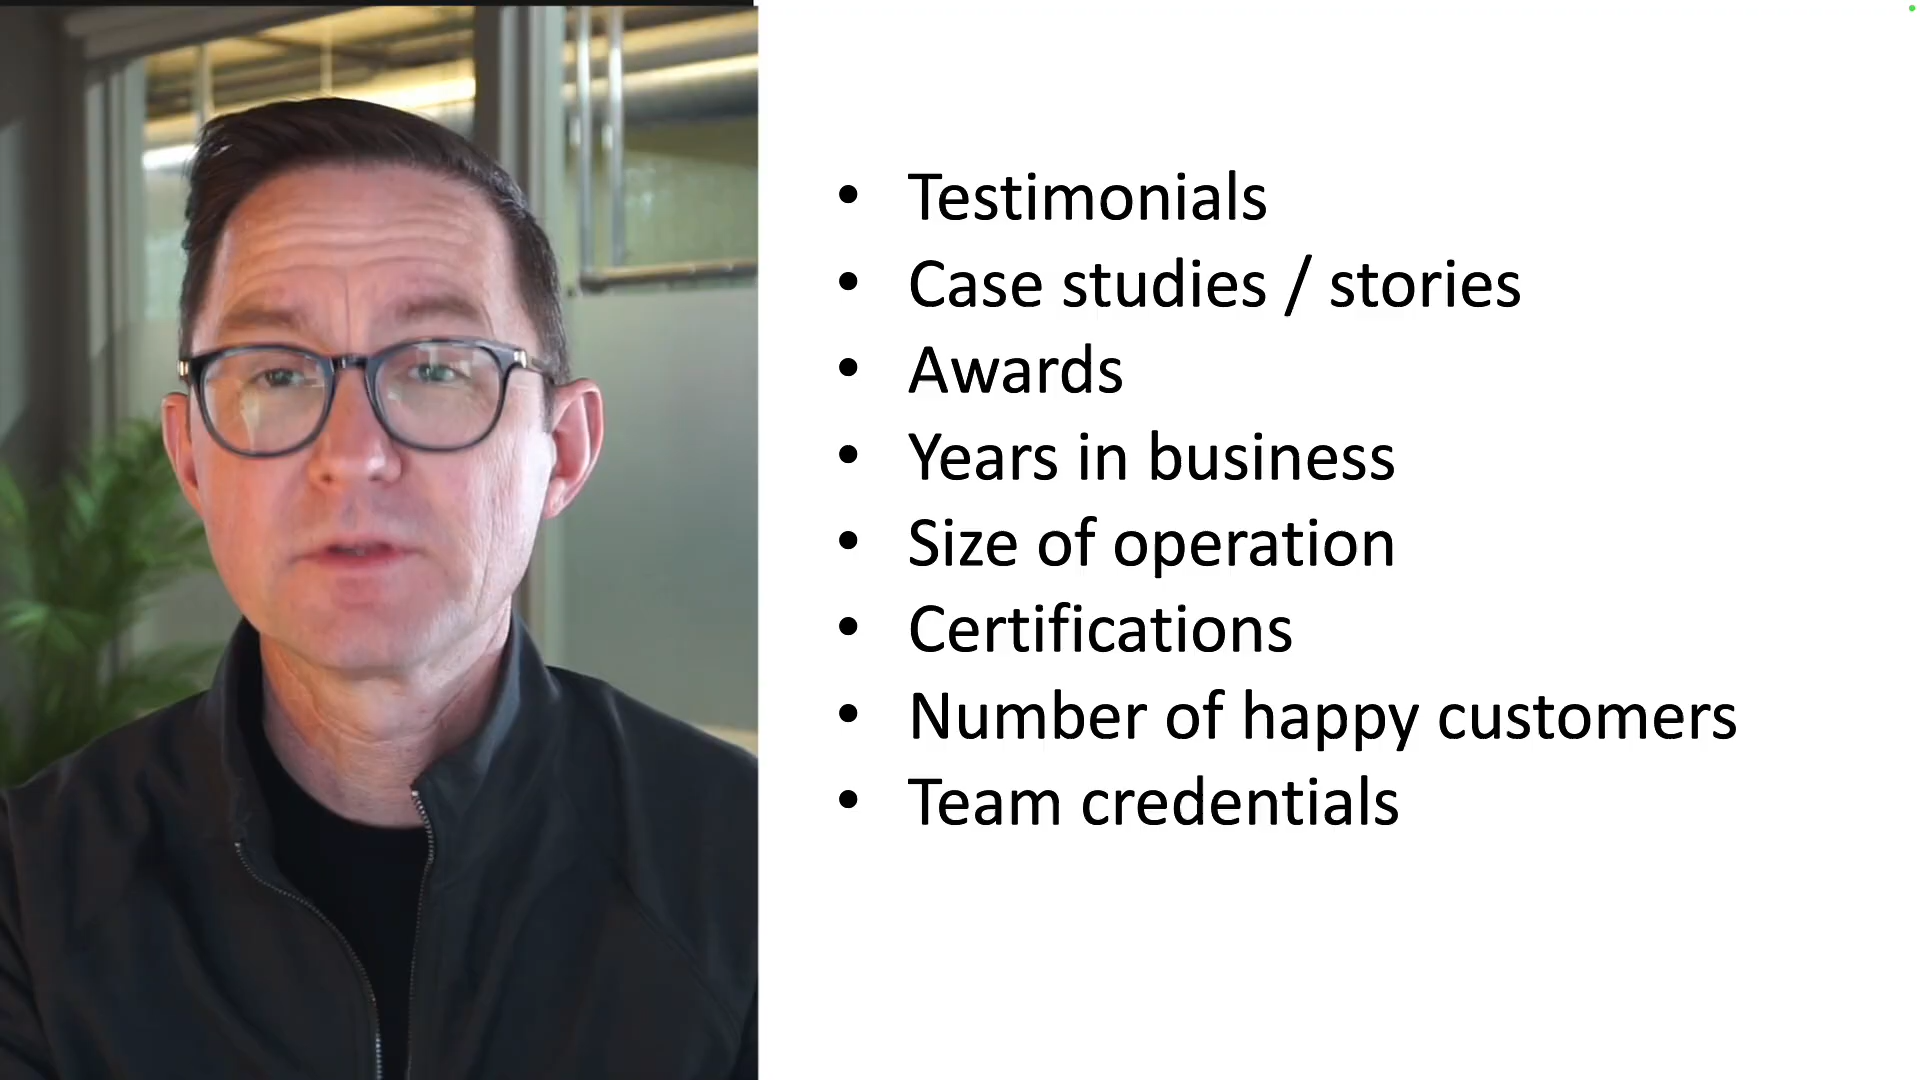 • Testimonials
• Case studies / stories
• Awards
• Years in business
• Size of operation
• Certifications
• Number of happy customers
• Team credentials